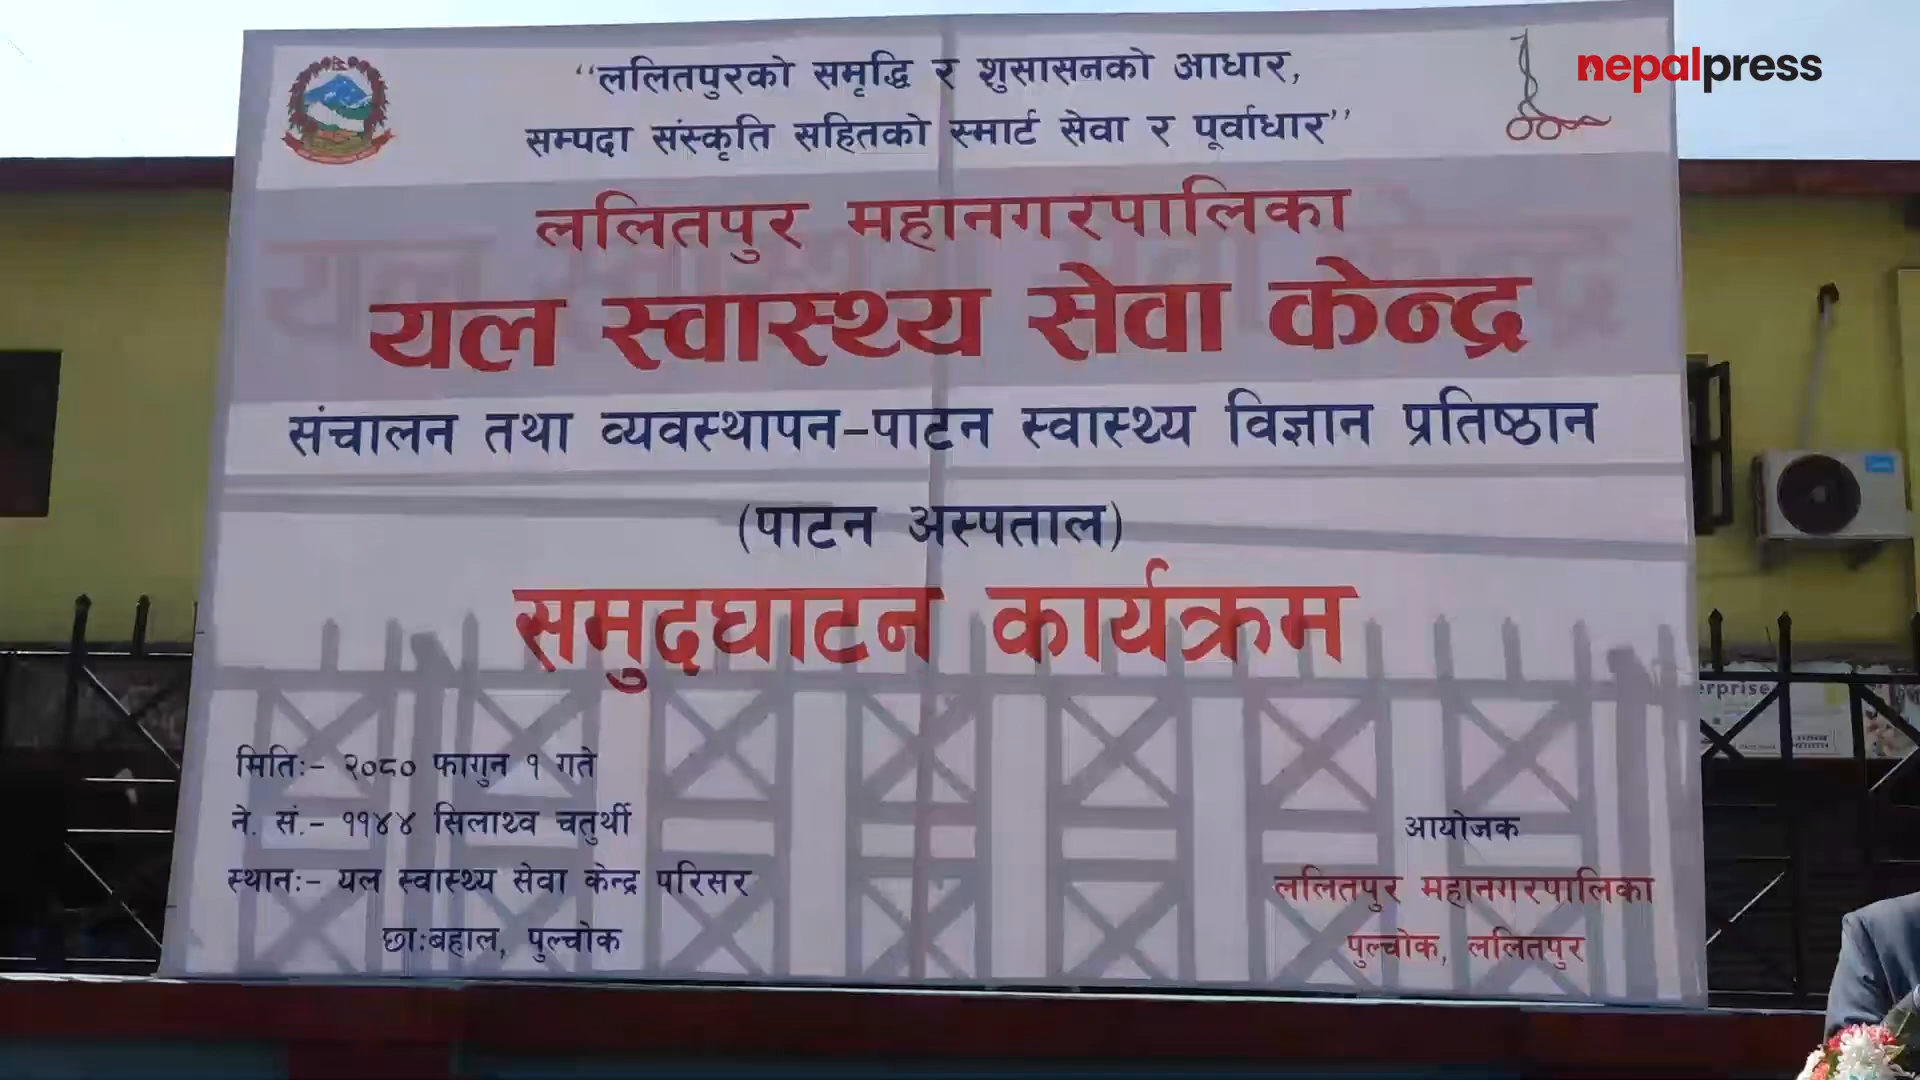 nepalpress
“ललितपुरको समृद्धि र शुसासनको आधार,
सम्पदा संस्कृति सहितको स्मार्ट सेवा र पूर्वाधार”
ललितपुर महानगरपालिका
यल स्वास्थ्य सेवा केन्द्र
संचालन तथा व्यवस्थापन-पाटन स्वास्थ्य विज्ञान प्रतिष्ठान
(पाटन अस्पताल)
समुदघाटन कार्यक्रम
मितिः- २०८० फागुन १ गते
ने. सं.- ११४४ सिलाथ्व चतुर्थी
स्थानः- यल स्वास्थ्य सेवा केन्द्र परिसर
छाःबहाल, पुल्चोक
आयोजक
ललितपुर महानगरपालिका
पुल्चोक, ललितपुर
erprise